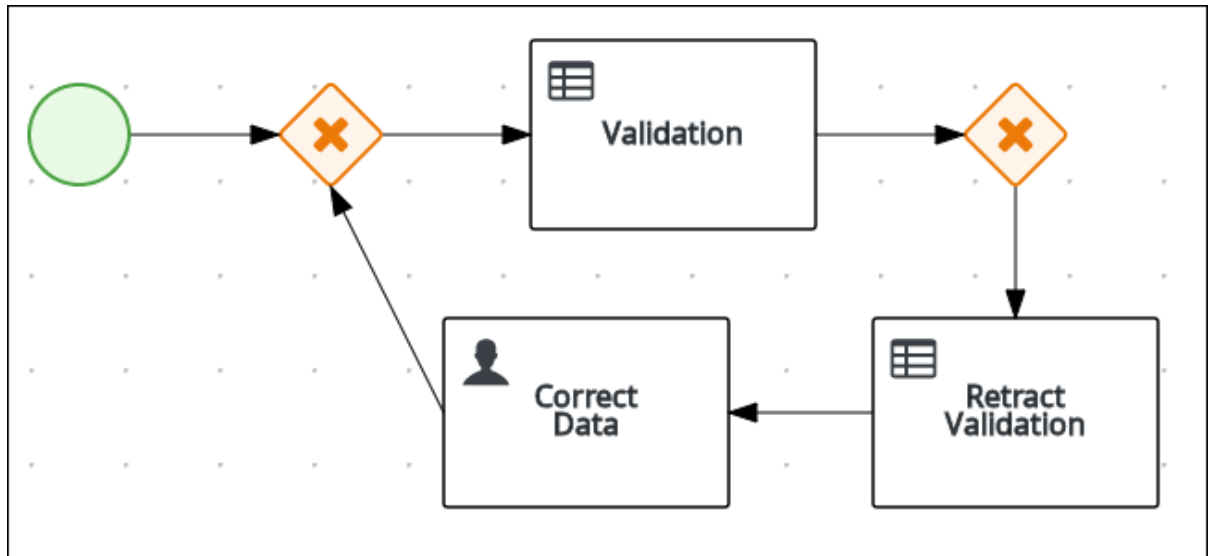 Validation
Correct
Data
Retract
Validation